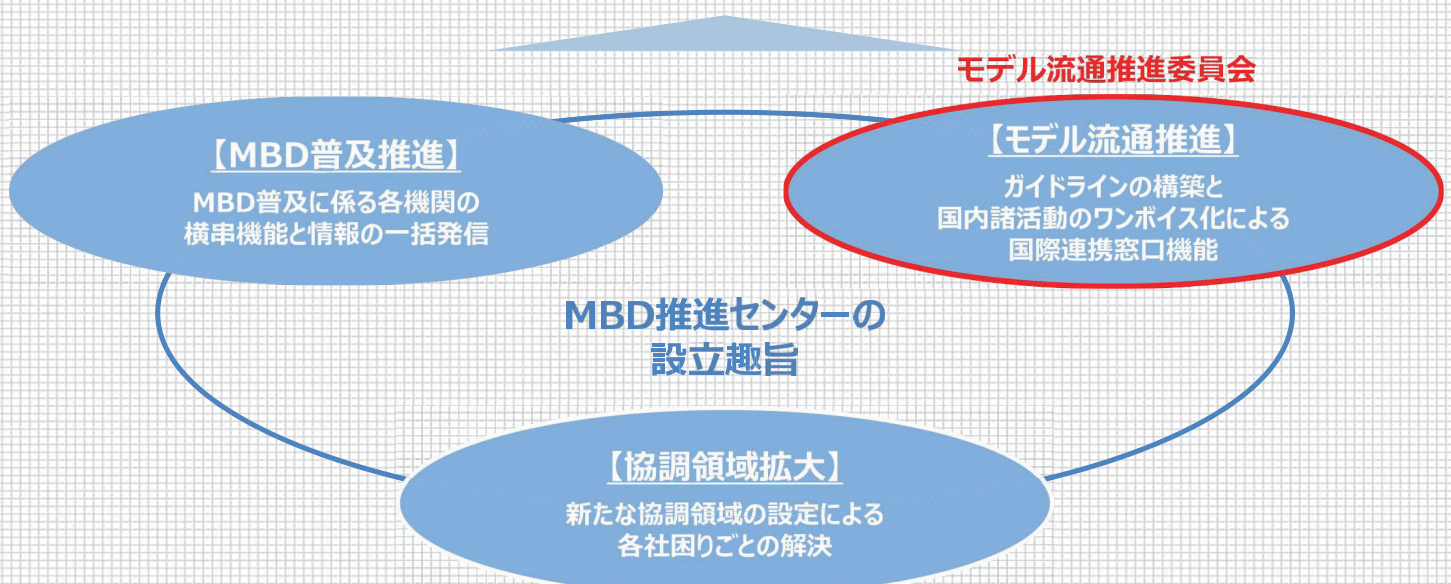 モデル流通推進委員会
【MBD普及推進】
MBD普及に係る各機関の
横串機能と情報の一括発信
【モデル流通推進】
ガイドラインの構築と
国内諸活動のワンボイス化による
国際連携窓口機能
MBD推進センターの
設立趣旨
【協調領域拡大】
新たな協調領域の設定による
各社困りごとの解決